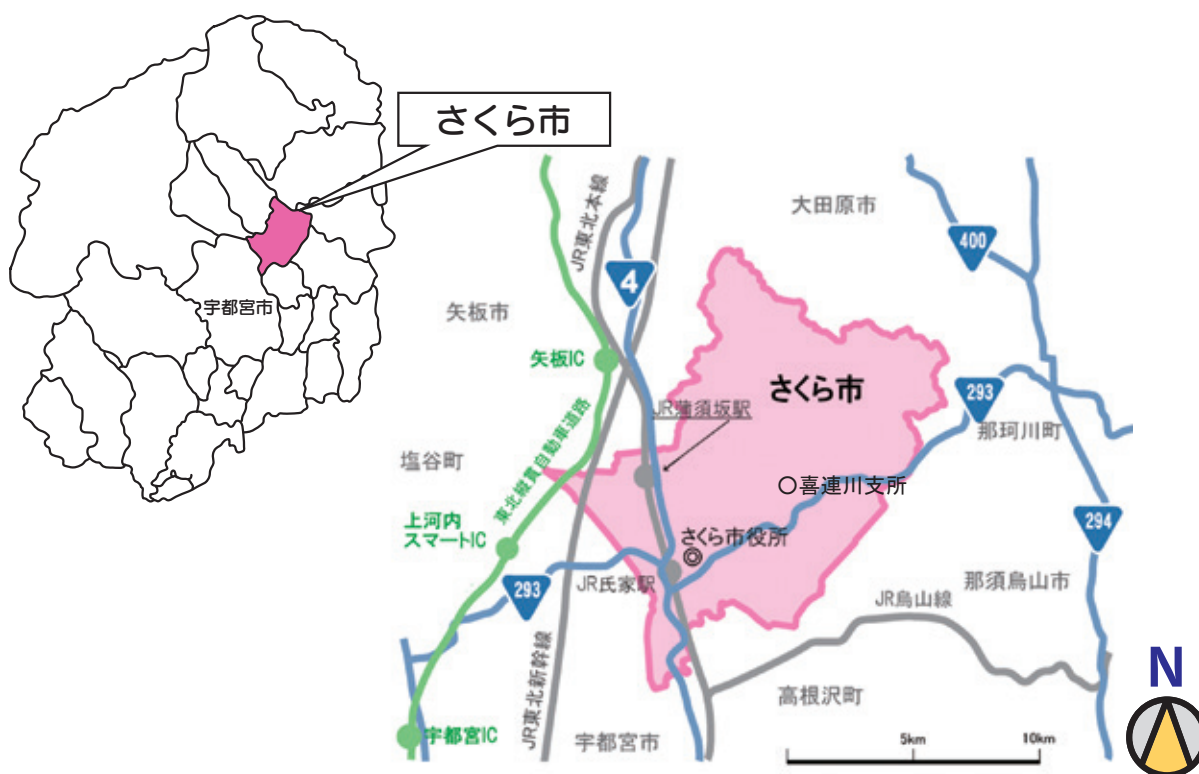 さくら市
宇都宮市
大田原市
JR東北本線
400
4
矢板市
矢板IC
さくら市
293
JR蒲須坂駅
那珂川町
東北縦貫自動車道路
塩谷町
喜連川支所
上河内
スマートIC
294
さくら市役所
293
JR氏家駅
那須烏山市
JR烏山線
JR東北新幹線
N
高根沢町
宇都宮IC
宇都宮市
5km
10km